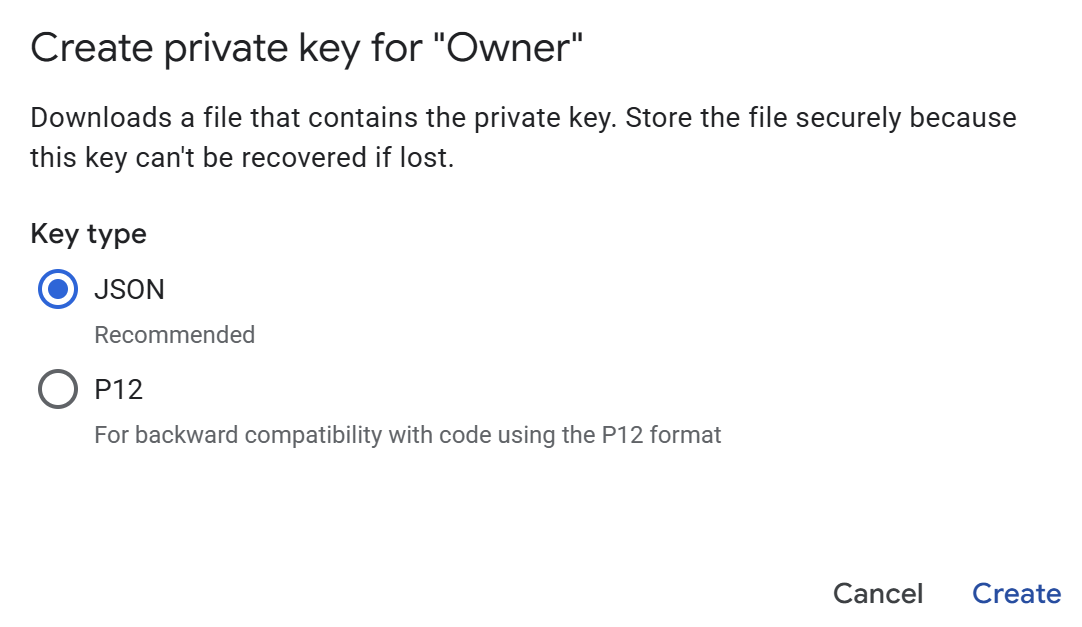 Create private key for "Owner"
Downloads a file that contains the private key. Store the file securely because
this key can't be recovered if lost.
Key type
JSON
Recommended
P12
For backward compatibility with code using the P12 format
Cancel Create